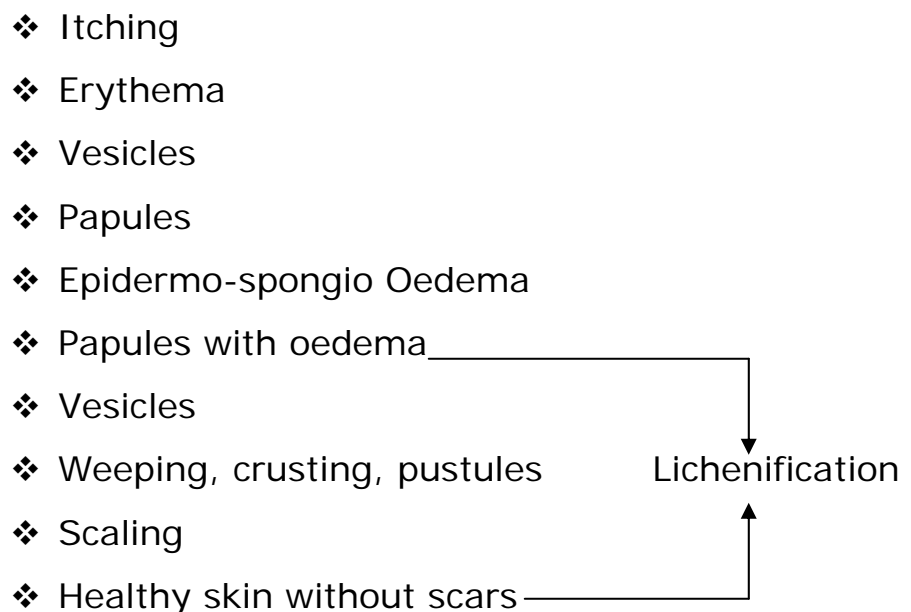 ❖ Itching
❖ Erythema
❖ Vesicles
❖ Papules
❖ Epidermo-spongio Oedema
❖ Papules with oedema
❖ Vesicles
❖ Weeping, crusting, pustules Lichenification
❖ Scaling
❖ Healthy skin without scars